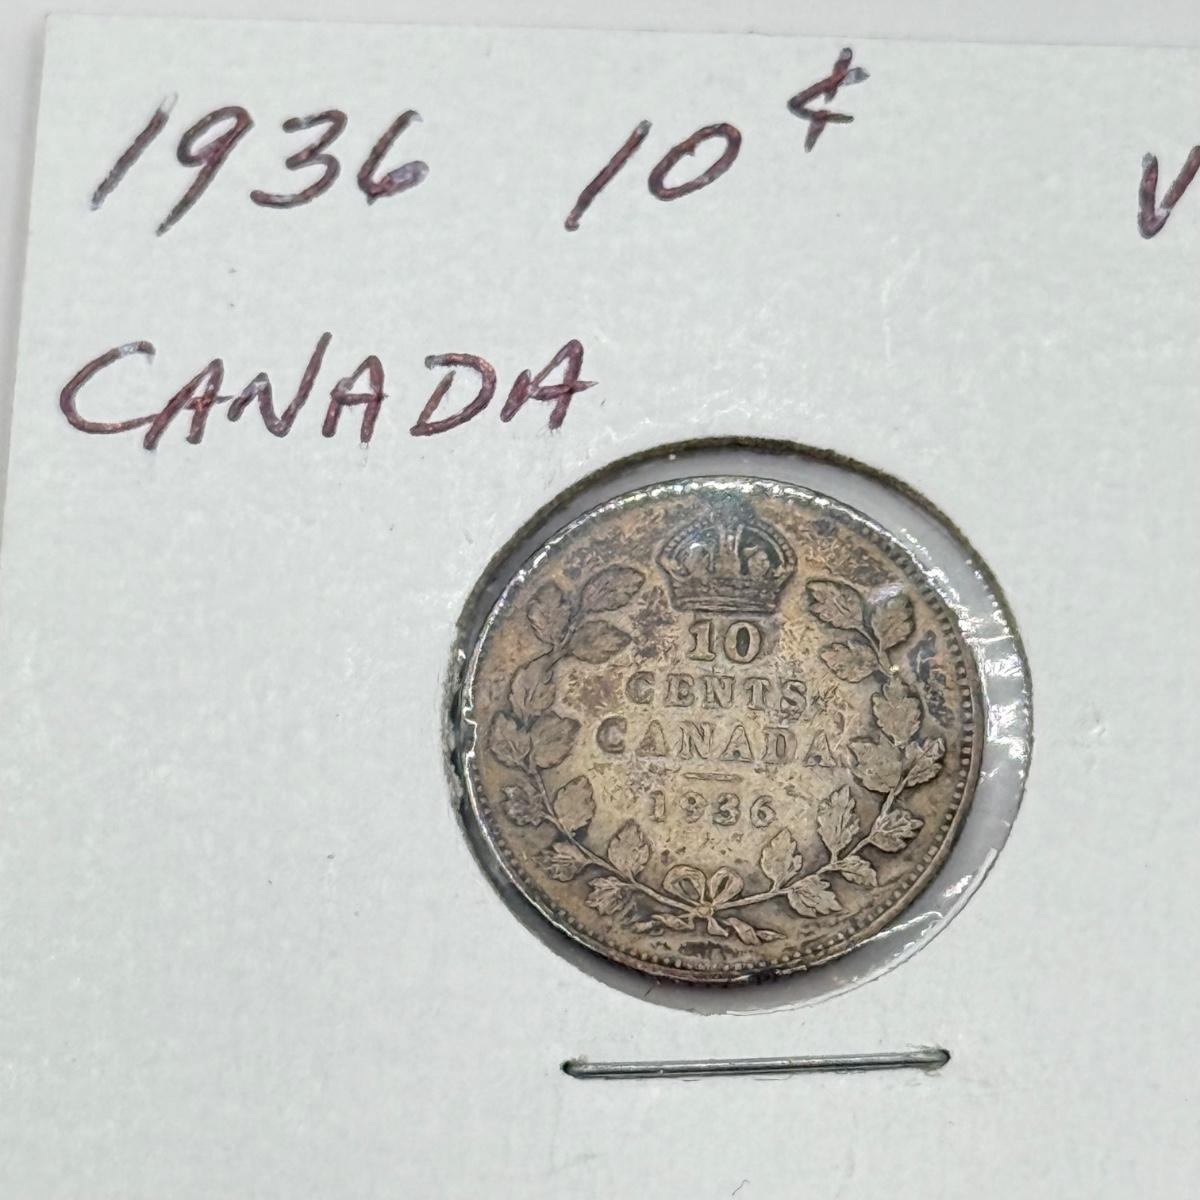 1936 10¢ V
CANADA
10
CENTS
CANADA
1936